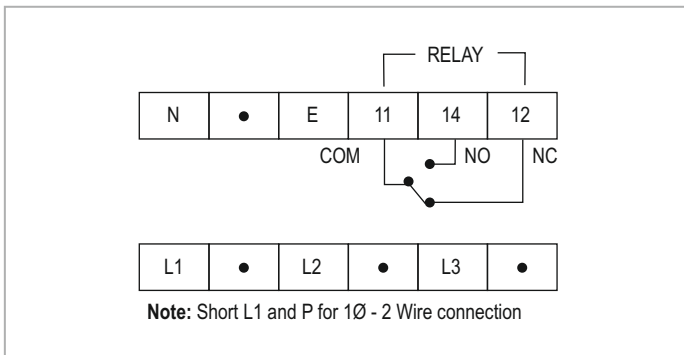 RELAY
N • E 11 14 12
COM NO NC
L1 • L2 • L3 •
Note: Short L1 and P for 1Ø - 2 Wire connection